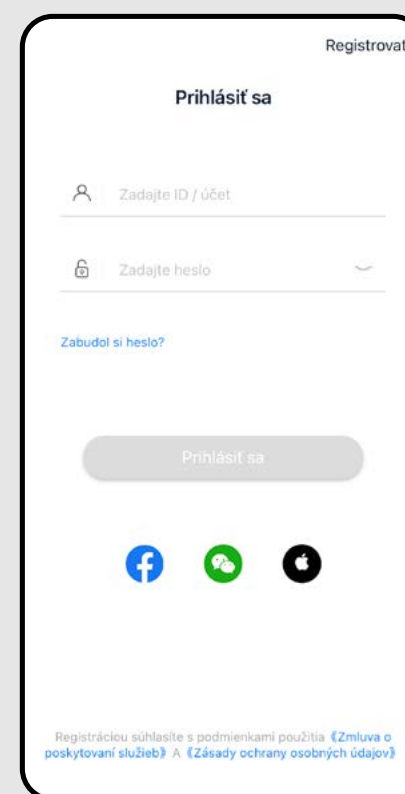 Registrovať
Prihlásiť sa
Zadajte ID / účet
Zadajte heslo
Zabudol si heslo?
Prihlásiť sa
Registráciou súhlasíte s podmienkami použitia 《Zmluva o
poskytovaní služieb》 A 《Zásady ochrany osobných údajov》